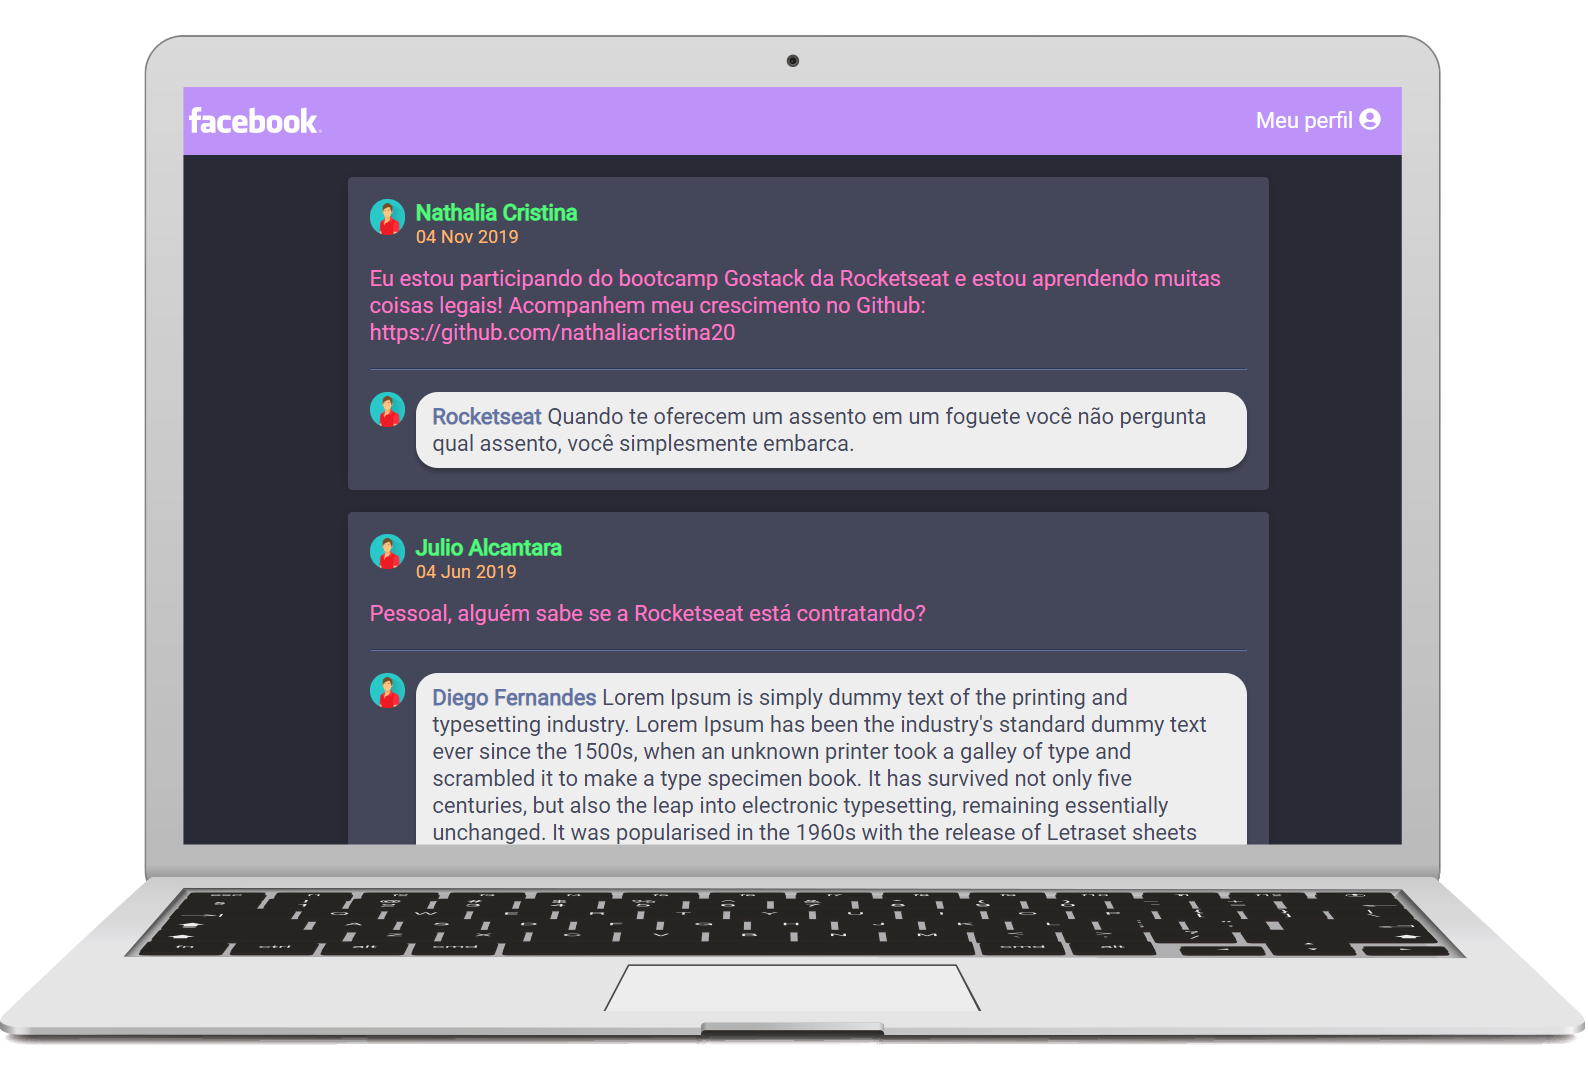 facebook.
Meu perfil
Nathalia Cristina
04 Nov 2019
Eu estou participando do bootcamp Gostack da Rocketseat e estou aprendendo muitas
coisas legais! Acompanhem meu crescimento no Github:
https://github.com/nathaliacristina20
Rocketseat Quando te oferecem um assento em um foguete você não pergunta
qual assento, você simplesmente embarca.
Julio Alcantara
04 Jun 2019
Pessoal, alguém sabe se a Rocketseat está contratando?
Diego Fernandes Lorem Ipsum is simply dummy text of the printing and
typesetting industry. Lorem Ipsum has been the industry's standard dummy text
ever since the 1500s, when an unknown printer took a galley of type and
scrambled it to make a type specimen book. It has survived not only five
centuries, but also the leap into electronic typesetting, remaining essentially
unchanged. It was popularised in the 1960s with the release of Letraset sheets
Q W E R T Y U I O P
A S D F G H J K L
Z X C V B N M
fn ctrl alt cmd cmd alt